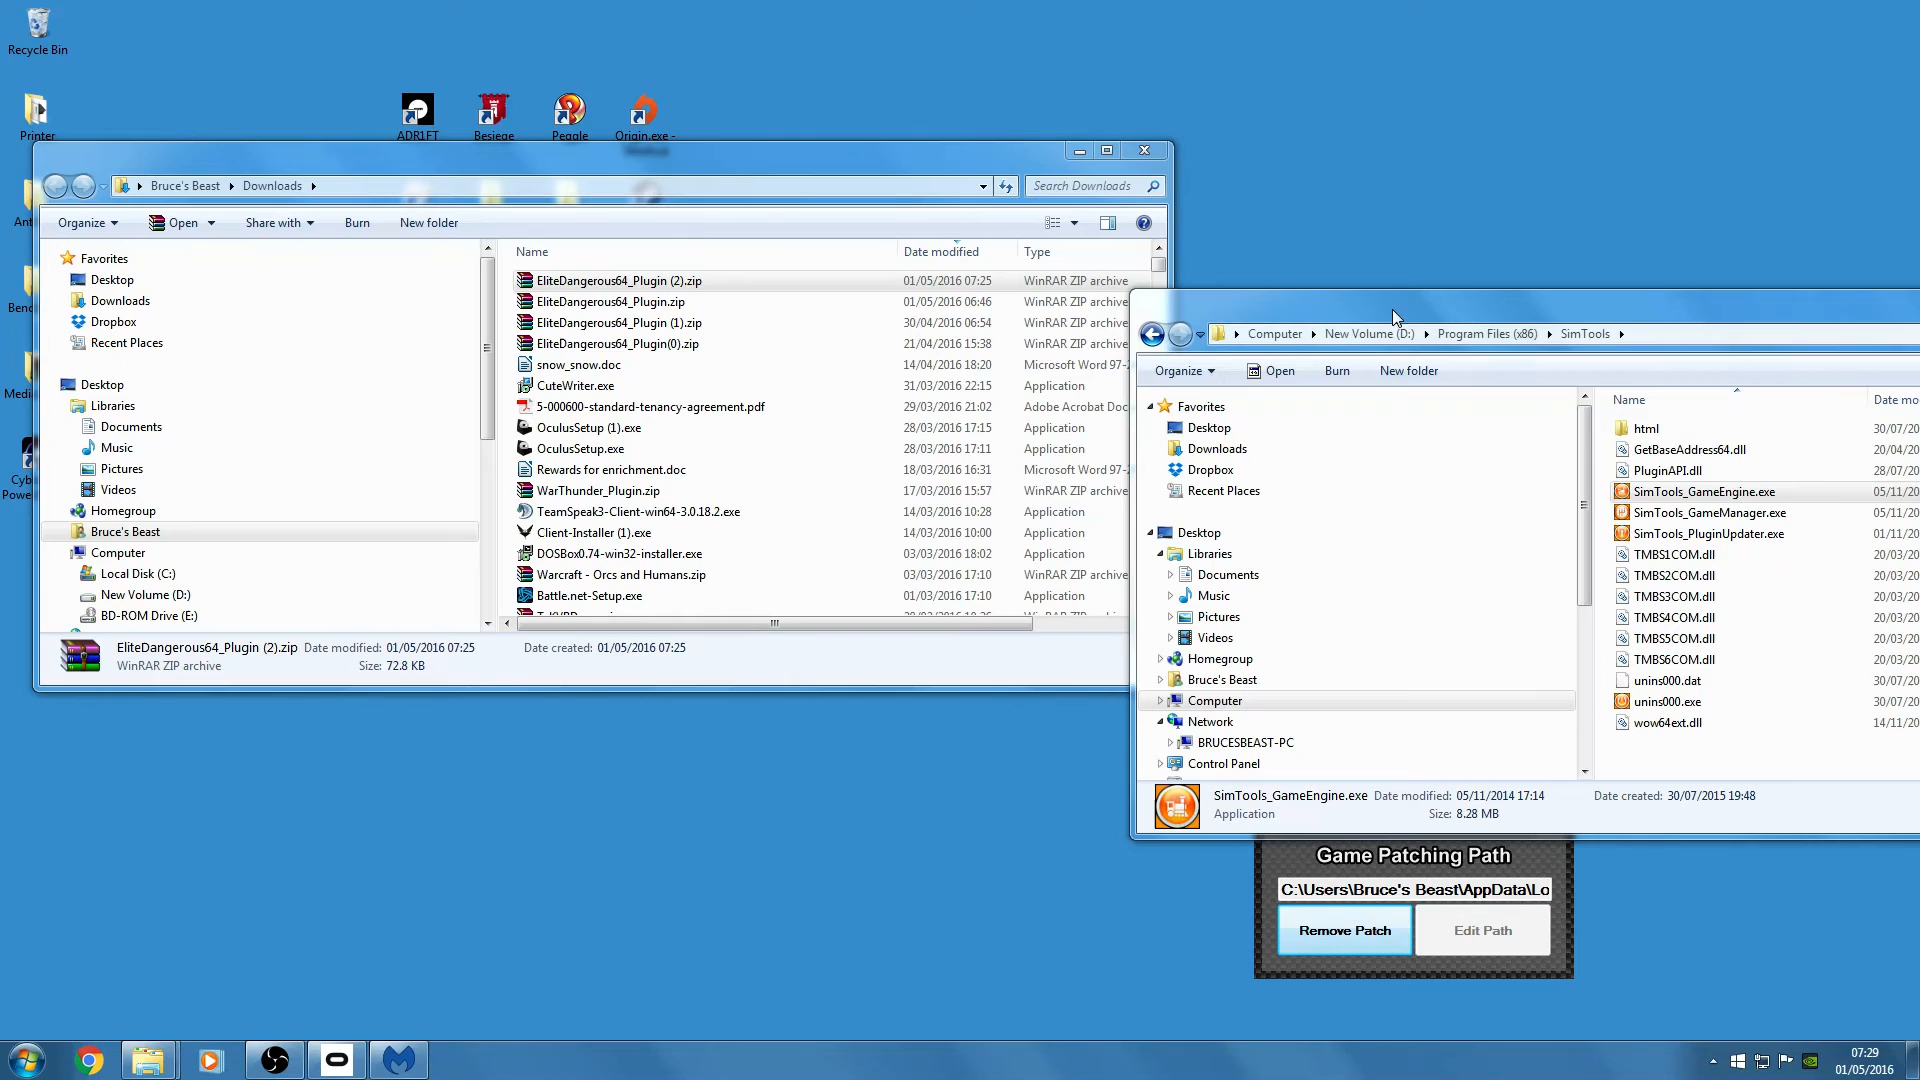 Recycle Bin
Printer
ADR1FT
Besiege
Peggle
Origin.exe -
Bruce's Beast
Downloads
Search Downloads
Organize
Open
Share with
Burn
New folder
Favorites
Desktop
Downloads
Dropbox
Recent Places
Desktop
Libraries
Documents
Music
Pictures
Videos
Homegroup
Bruce's Beast
Computer
Local Disk (C:)
New Volume (D:)
BD-ROM Drive (E:)
Name Date modified Type
EliteDangerous64_Plugin (2).zip 01/05/2016 07:25 WinRAR ZIP archive
EliteDangerous64_Plugin.zip 01/05/2016 06:46 WinRAR ZIP archive
EliteDangerous64_Plugin (1).zip 30/04/2016 06:54 WinRAR ZIP archive
EliteDangerous64_Plugin(0).zip 21/04/2016 15:38 WinRAR ZIP archive
snow_snow.doc 14/04/2016 18:20 Microsoft Word 97-2
CuteWriter.exe 31/03/2016 22:15 Application
5-000600-standard-tenancy-agreement.pdf 29/03/2016 21:02 Adobe Acrobat Doc
OculusSetup (1).exe 28/03/2016 17:15 Application
OculusSetup.exe 28/03/2016 17:11 Application
Rewards for enrichment.doc 18/03/2016 16:31 Microsoft Word 97-2
WarThunder_Plugin.zip 17/03/2016 15:57 WinRAR ZIP archive
TeamSpeak3-Client-win64-3.0.18.2.exe 14/03/2016 10:28 Application
Client-Installer (1).exe 14/03/2016 10:00 Application
DOSBox0.74-win32-installer.exe 03/03/2016 18:02 Application
Warcraft - Orcs and Humans.zip 03/03/2016 17:10 WinRAR ZIP archive
Battle.net-Setup.exe 01/03/2016 17:10 Application
EliteDangerous64_Plugin (2).zip Date modified: 01/05/2016 07:25 Date created: 01/05/2016 07:25
WinRAR ZIP archive Size: 72.8 KB
Computer
New Volume (D:)
Program Files (x86)
SimTools
Organize
Open
Burn
New folder
Favorites
Desktop
Downloads
Dropbox
Recent Places
Desktop
Libraries
Documents
Music
Pictures
Videos
Homegroup
Bruce's Beast
Computer
Network
BRUCESBEAST-PC
Control Panel
Name Date mo
html 30/07/20
GetBaseAddress64.dll 20/04/20
PluginAPI.dll 28/07/20
SimTools_GameEngine.exe 05/11/20
SimTools_GameManager.exe 05/11/20
SimTools_PluginUpdater.exe 01/11/20
TMBS1COM.dll 20/03/20
TMBS2COM.dll 20/03/20
TMBS3COM.dll 20/03/20
TMBS4COM.dll 20/03/20
TMBS5COM.dll 20/03/20
TMBS6COM.dll 20/03/20
unins000.dat 30/07/20
unins000.exe 30/07/20
wow64ext.dll 14/11/20
SimTools_GameEngine.exe Date modified: 05/11/2014 17:14 Date created: 30/07/2015 19:48
Application Size: 8.28 MB
Game Patching Path
C:\Users\Bruce's Beast\AppData\Lo
Remove Patch
Edit Path
07:29
01/05/2016